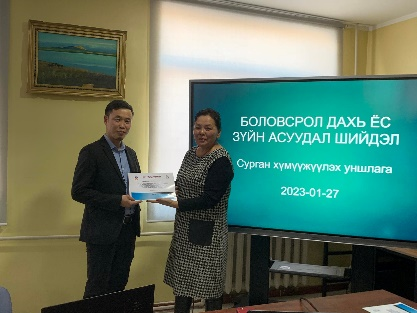 БОЛОВСРОЛ ДАХЬ ЁС
ЗҮЙН АСУУДАЛ ШИЙДЭЛ
Сурган хүмүүжүүлэх уншлага
2023-01-27